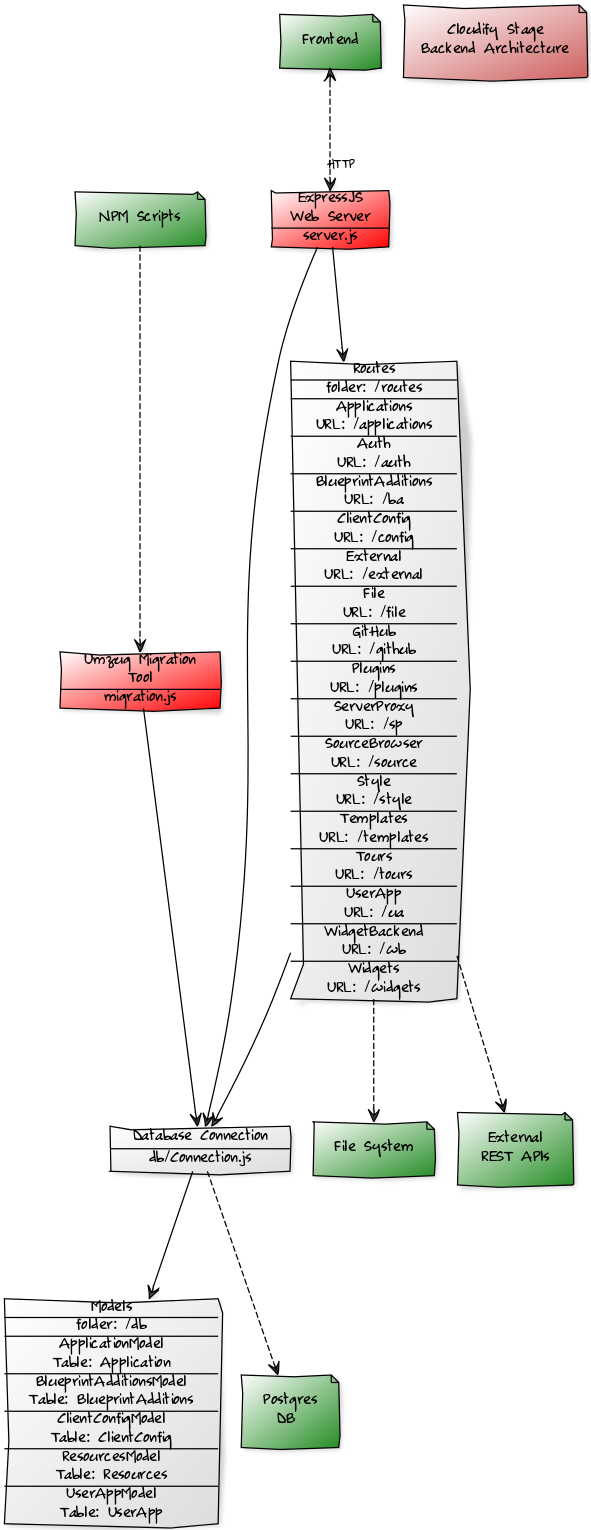 Frontend
Cloudify Stage
Backend Architecture
HTTP
NPM Scripts
ExpressJS
Web Server
server.js
Routes
folder: /routes
Applications
URL: /applications
Auth
URL: /auth
BlueprintAdditions
URL: /ba
ClientConfig
URL: /config
External
URL: /external
File
URL: /file
GitHub
URL: /github
Plugins
URL: /plugins
ServerProxy
URL: /sp
SourceBrowser
URL: /source
Style
URL: /style
Templates
URL: /templates
Tours
URL: /tours
UserApp
URL: /ua
WidgetBackend
URL: /wb
Widgets
URL: /widgets
Umzug Migration
Tool
migration.js
Database Connection
db/Connection.js
File System
External
REST APIs
Models
folder: /db
ApplicationModel
Table: Application
BlueprintAdditionsModel
Table: BlueprintAdditions
ClientConfigModel
Table: ClientConfig
ResourcesModel
Table: Resources
UserAppModel
Table: UserApp
Postgres
DB